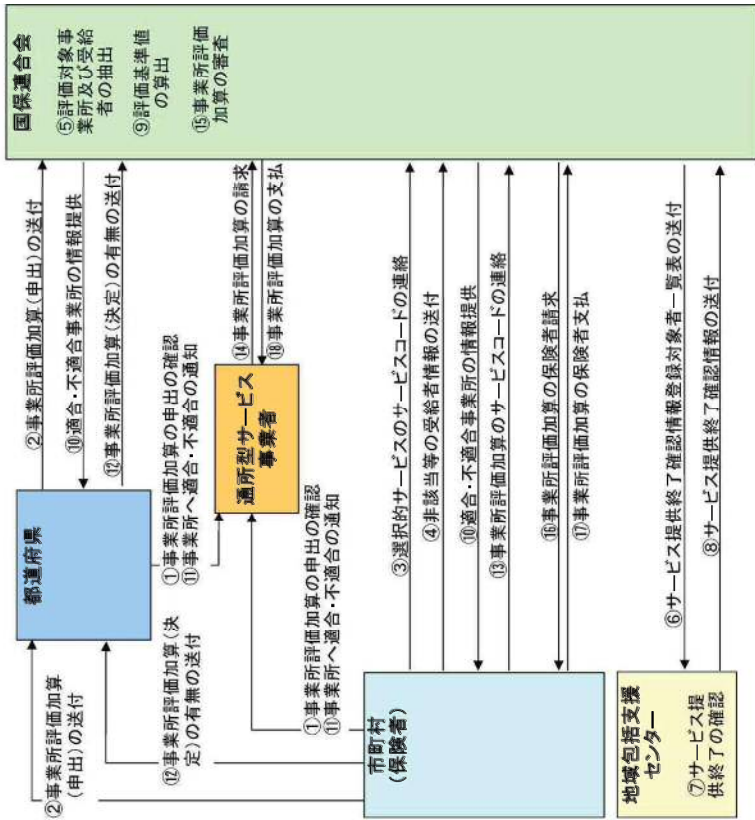 国保連合会
⑤評価対象事
業所及び受給
者の抽出
⑨評価基準値
の算出
⑮事業所評価
加算の審査
②事業所評価加算(申出)の送付
⑩適合・不適合事業所の情報提供
⑫事業所評価加算(決定)の有無の送付
都道府県
①事業所評価加算の申出の確認
⑪事業所へ適合・不適合の通知
⑭事業所評価加算の請求
⑱事業所評価加算の支払
通所型サービス
事業者
②事業所評価加算
(申出)の送付
⑫事業所評価加算(決
定)の有無の送付
①事業所評価加算の申出の確認
⑪事業所へ適合・不適合の通知
③選択的サービスのサービスコードの連絡
④非該当等の受給者情報の送付
⑩適合・不適合事業所の情報提供
⑬事業所評価加算のサービスコードの連絡
⑯事業所評価加算の保険者請求
⑰事業所評価加算の保険者支払
市町村
(保険者)
⑥サービス提供終了確認情報登録対象者一覧表の送付
⑧サービス提供終了確認情報の送付
地域包括支援
センター
⑦サービス提
供終了の確認